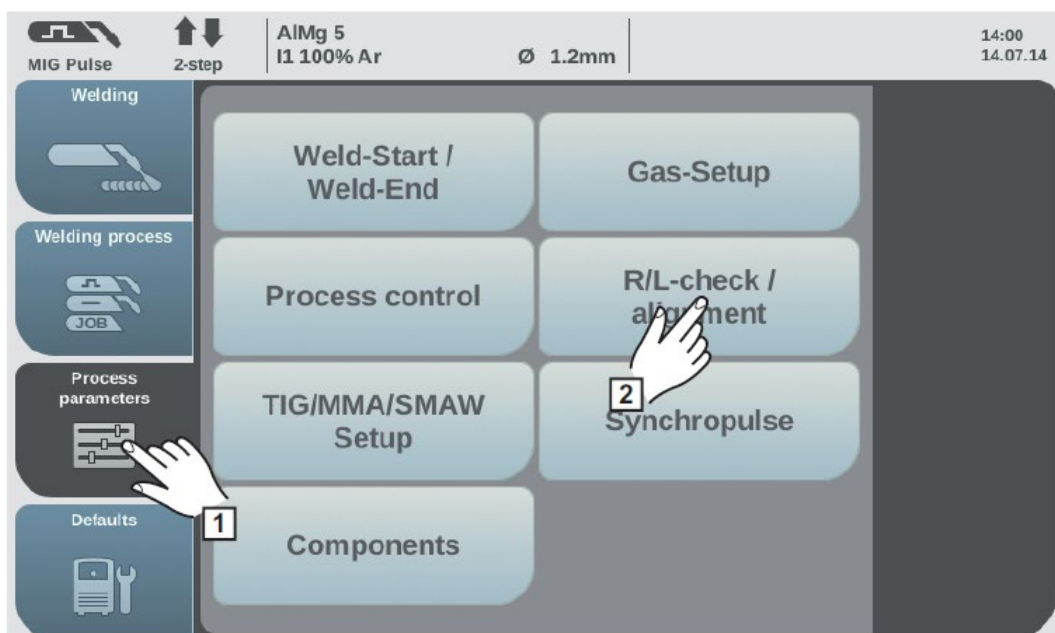 MIG Pulse
2-step
AlMg 5
I1 100% Ar
Ø 1.2mm
14:00
14.07.14
Welding
Welding process
JOB
Process
parameters
Defaults
Weld-Start /
Weld-End
Gas-Setup
Process control
R/L-check /
alignment
TIG/MMA/SMAW
Setup
Synchropulse
Components
1
2